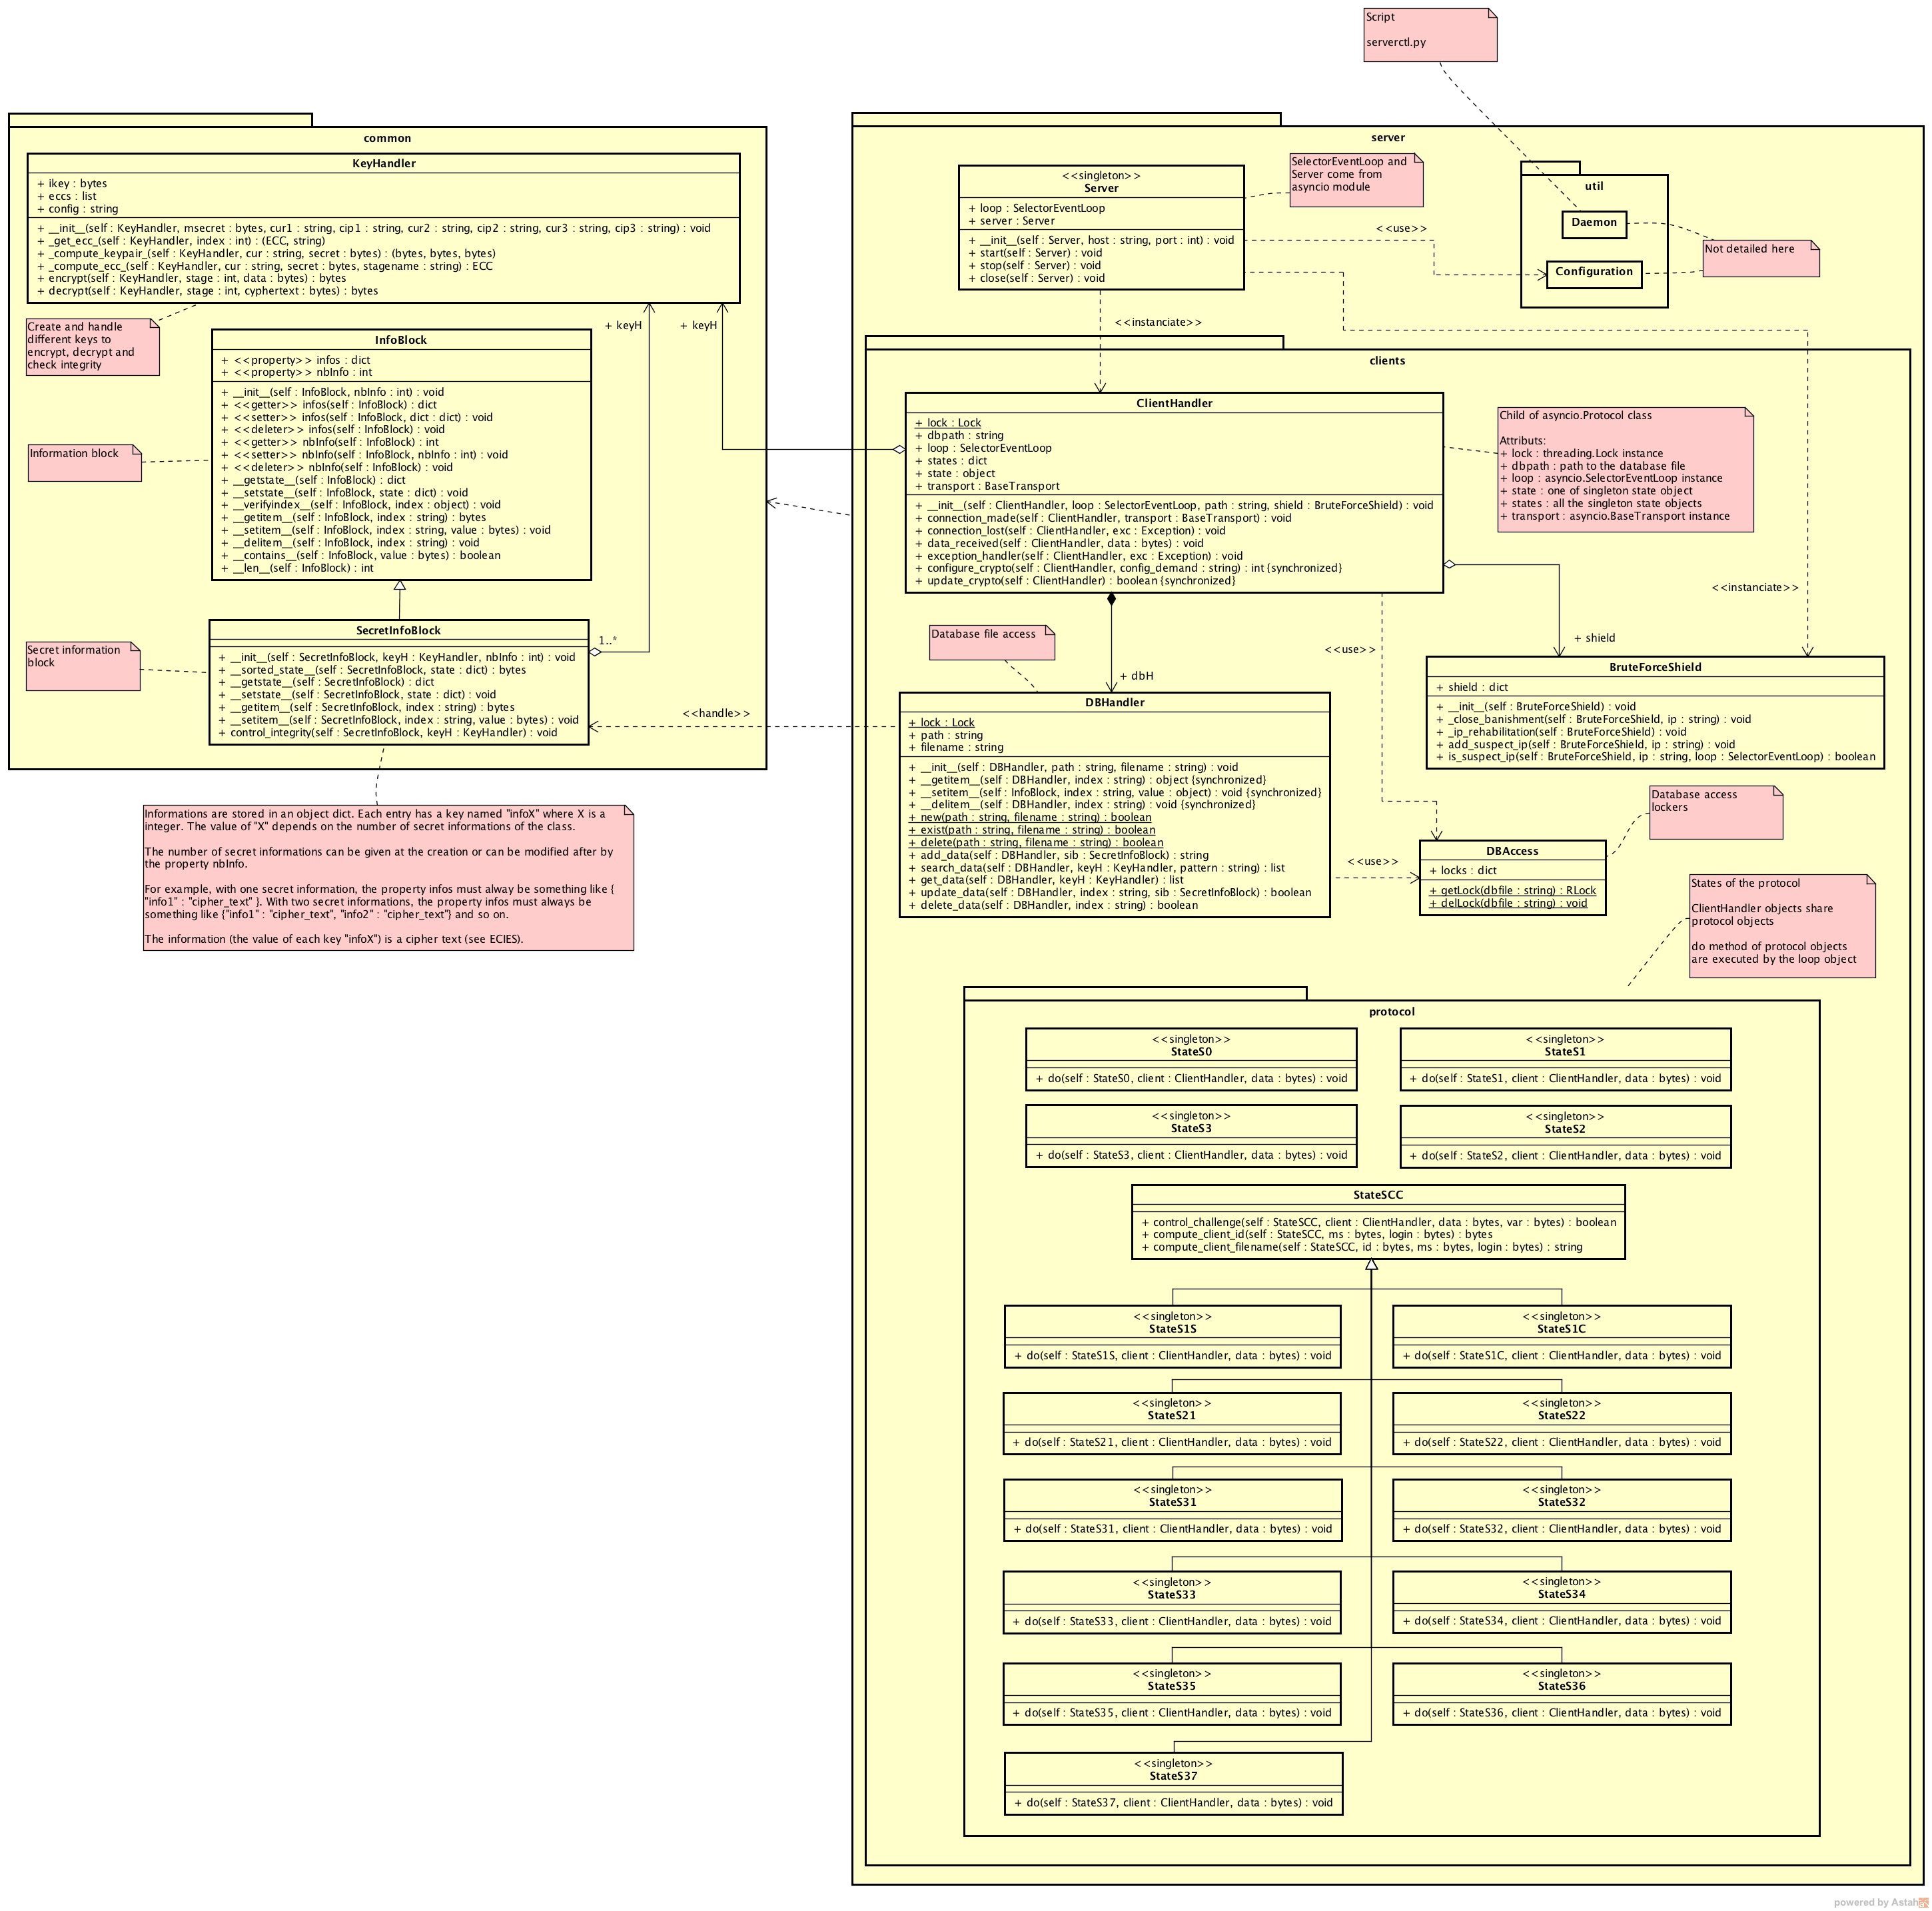 Script
serverctl.py
common
KeyHandler
+ ikey : bytes
+ eccs : list
+ config : string
+ __init__(self : KeyHandler, msecret : bytes, cur1 : string, cip1 : string, cur2 : string, cip2 : string, cur3 : string, cip3 : string) : void
+ _get_ecc_(self : KeyHandler, index : int) : (ECC, string)
+ _compute_keypair_(self : KeyHandler, cur : string, secret : bytes) : (bytes, bytes, bytes)
+ _compute_ecc_(self : KeyHandler, cur : string, secret : bytes, stagename : string) : ECC
+ encrypt(self : KeyHandler, stage : int, data : bytes) : bytes
+ decrypt(self : KeyHandler, stage : int, cyphertext : bytes) : bytes
Create and handle
different keys to
encrypt, decrypt and
check integrity
+ keyH
+ keyH
InfoBlock
+ <<property>> infos : dict
+ <<property>> nbInfo : int
+ __init__(self : InfoBlock, nbInfo : int) : void
+ <<getter>> infos(self : InfoBlock) : dict
+ <<setter>> infos(self : InfoBlock, dict : dict) : void
+ <<deleter>> infos(self : InfoBlock) : void
+ <<getter>> nbInfo(self : InfoBlock) : int
+ <<setter>> nbInfo(self : InfoBlock, nbInfo : int) : void
+ <<deleter>> nbInfo(self : InfoBlock) : void
+ __getstate__(self : InfoBlock) : dict
+ __setstate__(self : InfoBlock, state : dict) : void
+ __verifyindex__(self : InfoBlock, index : object) : void
+ __getitem__(self : InfoBlock, index : string) : bytes
+ __setitem__(self : InfoBlock, index : string, value : bytes) : void
+ __delitem__(self : InfoBlock, index : string) : void
+ __contains__(self : InfoBlock, value : bytes) : boolean
+ __len__(self : InfoBlock) : int
Information block
SecretInfoBlock
+ __init__(self : SecretInfoBlock, keyH : KeyHandler, nbInfo : int) : void
+ __sorted_state__(self : SecretInfoBlock, state : dict) : bytes
+ __getstate__(self : SecretInfoBlock) : dict
+ __setstate__(self : SecretInfoBlock, state : dict) : void
+ __getitem__(self : SecretInfoBlock, index : string) : bytes
+ __setitem__(self : SecretInfoBlock, index : string, value : bytes) : void
+ control_integrity(self : SecretInfoBlock, keyH : KeyHandler) : void
1..*
Secret information
block
<<handle>>
Informations are stored in an object dict. Each entry has a key named "infoX" where X is a
integer. The value of "X" depends on the number of secret informations of the class.
The number of secret informations can be given at the creation or can be modified after by
the property nbInfo.
For example, with one secret information, the property infos must alway be something like {
"info1" : "cipher_text" }. With two secret informations, the property infos must always be
something like {"info1" : "cipher_text", "info2" : "cipher_text"} and so on.
The information (the value of each key "infoX") is a cipher text (see ECIES).
server
<<singleton>>
Server
+ loop : SelectorEventLoop
+ server : Server
+ __init__(self : Server, host : string, port : int) : void
+ start(self : Server) : void
+ stop(self : Server) : void
+ close(self : Server) : void
SelectorEventLoop and
Server come from
asyncio module
util
Daemon
Configuration
Not detailed here
<<use>>
<<instanciate>>
clients
ClientHandler
+ lock : Lock
+ dbpath : string
+ loop : SelectorEventLoop
+ states : dict
+ state : object
+ transport : BaseTransport
+ __init__(self : ClientHandler, loop : SelectorEventLoop, path : string, shield : BruteForceShield) : void
+ connection_made(self : ClientHandler, transport : BaseTransport) : void
+ connection_lost(self : ClientHandler, exc : Exception) : void
+ data_received(self : ClientHandler, data : bytes) : void
+ exception_handler(self : ClientHandler, exc : Exception) : void
+ configure_crypto(self : ClientHandler, config_demand : string) : int {synchronized}
+ update_crypto(self : ClientHandler) : boolean {synchronized}
Child of asyncio.Protocol class
Attributs:
+ lock : threading.Lock instance
+ dbpath : path to the database file
+ loop : asyncio.SelectorEventLoop instance
+ state : one of singleton state object
+ states : all the singleton state objects
+ transport : asyncio.BaseTransport instance
<<instanciate>>
+ shield
Database file access
<<use>>
+ dbH
BruteForceShield
+ shield : dict
+ __init__(self : BruteForceShield) : void
+ _close_banishment(self : BruteForceShield, ip : string) : void
+ _ip_rehabilitation(self : BruteForceShield) : void
+ add_suspect_ip(self : BruteForceShield, ip : string) : void
+ is_suspect_ip(self : BruteForceShield, ip : string, loop : SelectorEventLoop) : boolean
DBHandler
+ lock : Lock
+ path : string
+ filename : string
+ __init__(self : DBHandler, path : string, filename : string) : void
+ __getitem__(self : DBHandler, index : string) : object {synchronized}
+ __setitem__(self : InfoBlock, index : string, value : object) : void {synchronized}
+ __delitem__(self : DBHandler, index : string) : void {synchronized}
+ new(path : string, filename : string) : boolean
+ exist(path : string, filename : string) : boolean
+ delete(path : string, filename : string) : boolean
+ add_data(self : DBHandler, sib : SecretInfoBlock) : string
+ search_data(self : DBHandler, keyH : KeyHandler, pattern : string) : list
+ get_data(self : DBHandler, keyH : KeyHandler) : list
+ update_data(self : DBHandler, index : string, sib : SecretInfoBlock) : boolean
+ delete_data(self : DBHandler, index : string) : boolean
<<use>>
Database access
lockers
DBAccess
+ locks : dict
+ getLock(dbfile : string) : RLock
+ delLock(dbfile : string) : void
States of the protocol
ClientHandler objects share
protocol objects
do method of protocol objects
are executed by the loop object
protocol
<<singleton>>
StateS0
+ do(self : StateS0, client : ClientHandler, data : bytes) : void
<<singleton>>
StateS1
+ do(self : StateS1, client : ClientHandler, data : bytes) : void
<<singleton>>
StateS3
+ do(self : StateS3, client : ClientHandler, data : bytes) : void
<<singleton>>
StateS2
+ do(self : StateS2, client : ClientHandler, data : bytes) : void
StateSCC
+ control_challenge(self : StateSCC, client : ClientHandler, data : bytes, var : bytes) : boolean
+ compute_client_id(self : StateSCC, ms : bytes, login : bytes) : bytes
+ compute_client_filename(self : StateSCC, id : bytes, ms : bytes, login : bytes) : string
<<singleton>>
StateS1S
+ do(self : StateS1S, client : ClientHandler, data : bytes) : void
<<singleton>>
StateS1C
+ do(self : StateS1C, client : ClientHandler, data : bytes) : void
<<singleton>>
StateS21
+ do(self : StateS21, client : ClientHandler, data : bytes) : void
<<singleton>>
StateS22
+ do(self : StateS22, client : ClientHandler, data : bytes) : void
<<singleton>>
StateS31
+ do(self : StateS31, client : ClientHandler, data : bytes) : void
<<singleton>>
StateS32
+ do(self : StateS32, client : ClientHandler, data : bytes) : void
<<singleton>>
StateS33
+ do(self : StateS33, client : ClientHandler, data : bytes) : void
<<singleton>>
StateS34
+ do(self : StateS34, client : ClientHandler, data : bytes) : void
<<singleton>>
StateS35
+ do(self : StateS35, client : ClientHandler, data : bytes) : void
<<singleton>>
StateS36
+ do(self : StateS36, client : ClientHandler, data : bytes) : void
<<singleton>>
StateS37
+ do(self : StateS37, client : ClientHandler, data : bytes) : void
powered by Astah